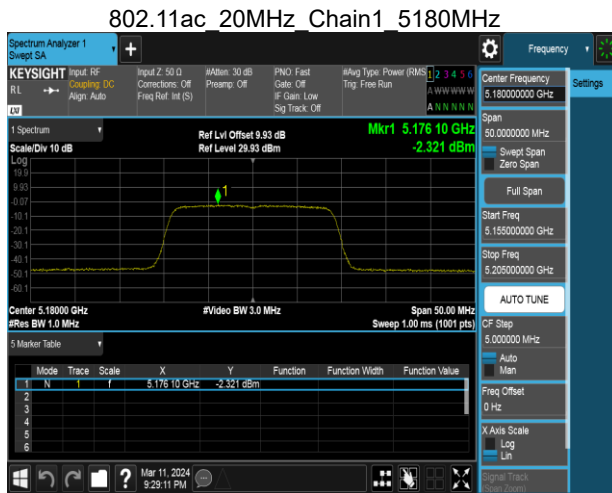 802.11ac_20MHz_Chain1_5180MHz
Spectrum Analyzer 1
Swept SA
+
Frequency
KEYSIGHT
RL
LXI
Input: RF
Coupling: DC
Align: Auto
Input Z: 50 Ω
Corrections: Off
Freq Ref: Int (S)
#Atten: 30 dB
Preamp: Off
PNO: Fast
Gate: Off
IF Gain: Low
Sig Track: Off
#Avg Type: Power (RMS
Trig: Free Run
1 2 3 4 5 6
A W W W W W
A N N N N N
Settings
Center Frequency
5.180000000 GHz
Span
50.0000000 MHz
Swept Span
Zero Span
Full Span
Start Freq
5.155000000 GHz
Stop Freq
5.205000000 GHz
AUTO TUNE
CF Step
5.000000 MHz
Auto
Man
Freq Offset
0 Hz
X Axis Scale
Log
Lin
Signal Track
(Span Zoom)
1 Spectrum
Scale/Div 10 dB
Ref Lvl Offset 9.93 dB
Ref Level 29.93 dBm
Mkr1 5.176 10 GHz
-2.321 dBm
Log
19.9
9.93
-0.07
-10.1
-20.1
-30.1
-40.1
-50.1
-60.1
1
Center 5.18000 GHz
#Video BW 3.0 MHz
Span 50.00 MHz
#Res BW 1.0 MHz
Sweep 1.00 ms (1001 pts)
5 Marker Table
Mode Trace Scale X Y Function Function Width Function Value
1 N 1 f 5.176 10 GHz -2.321 dBm
2
3
4
5
6
?
Mar 11, 2024
9:29:11 PM